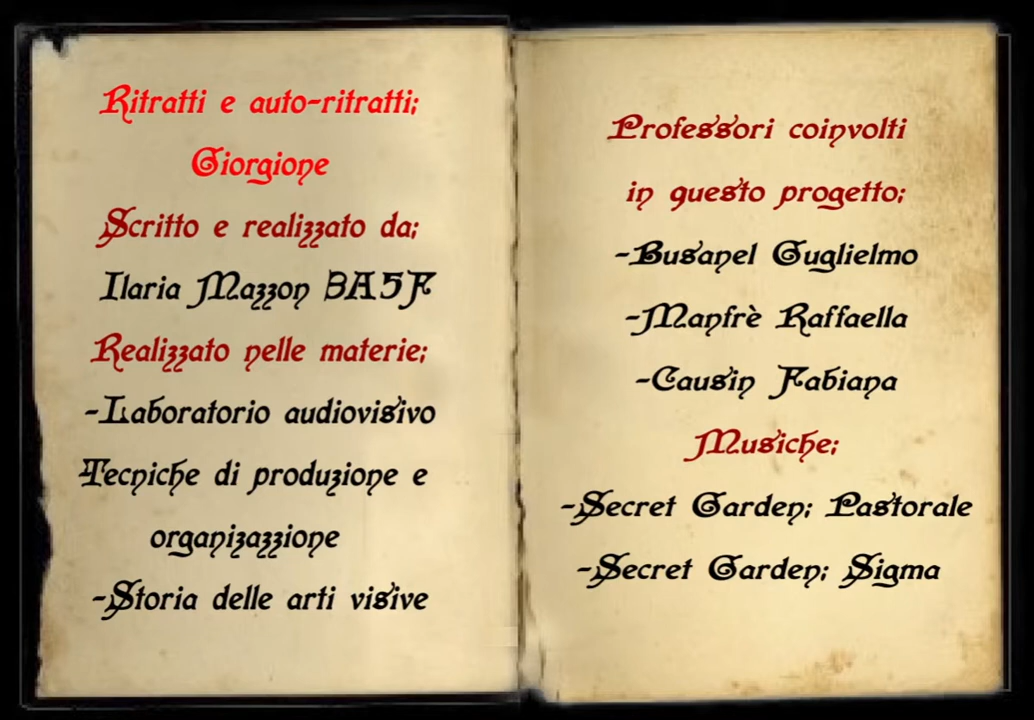 Ritratti e auto-ritratti;
Giorgione
Scritto e realizzato da;
Ilaria Mazzon BA5F
Realizzato nelle materie;
-Laboratorio audiovisivo
Tecniche di produzione e
organizazzione
-Storia delle arti visive
Professori coinvolti
in questo progetto;
-Busanel Guglielmo
-Manfrè Raffaella
-Causin Fabiana
Musiche;
-Secret Garden; Pastorale
-Secret Garden; Sigma